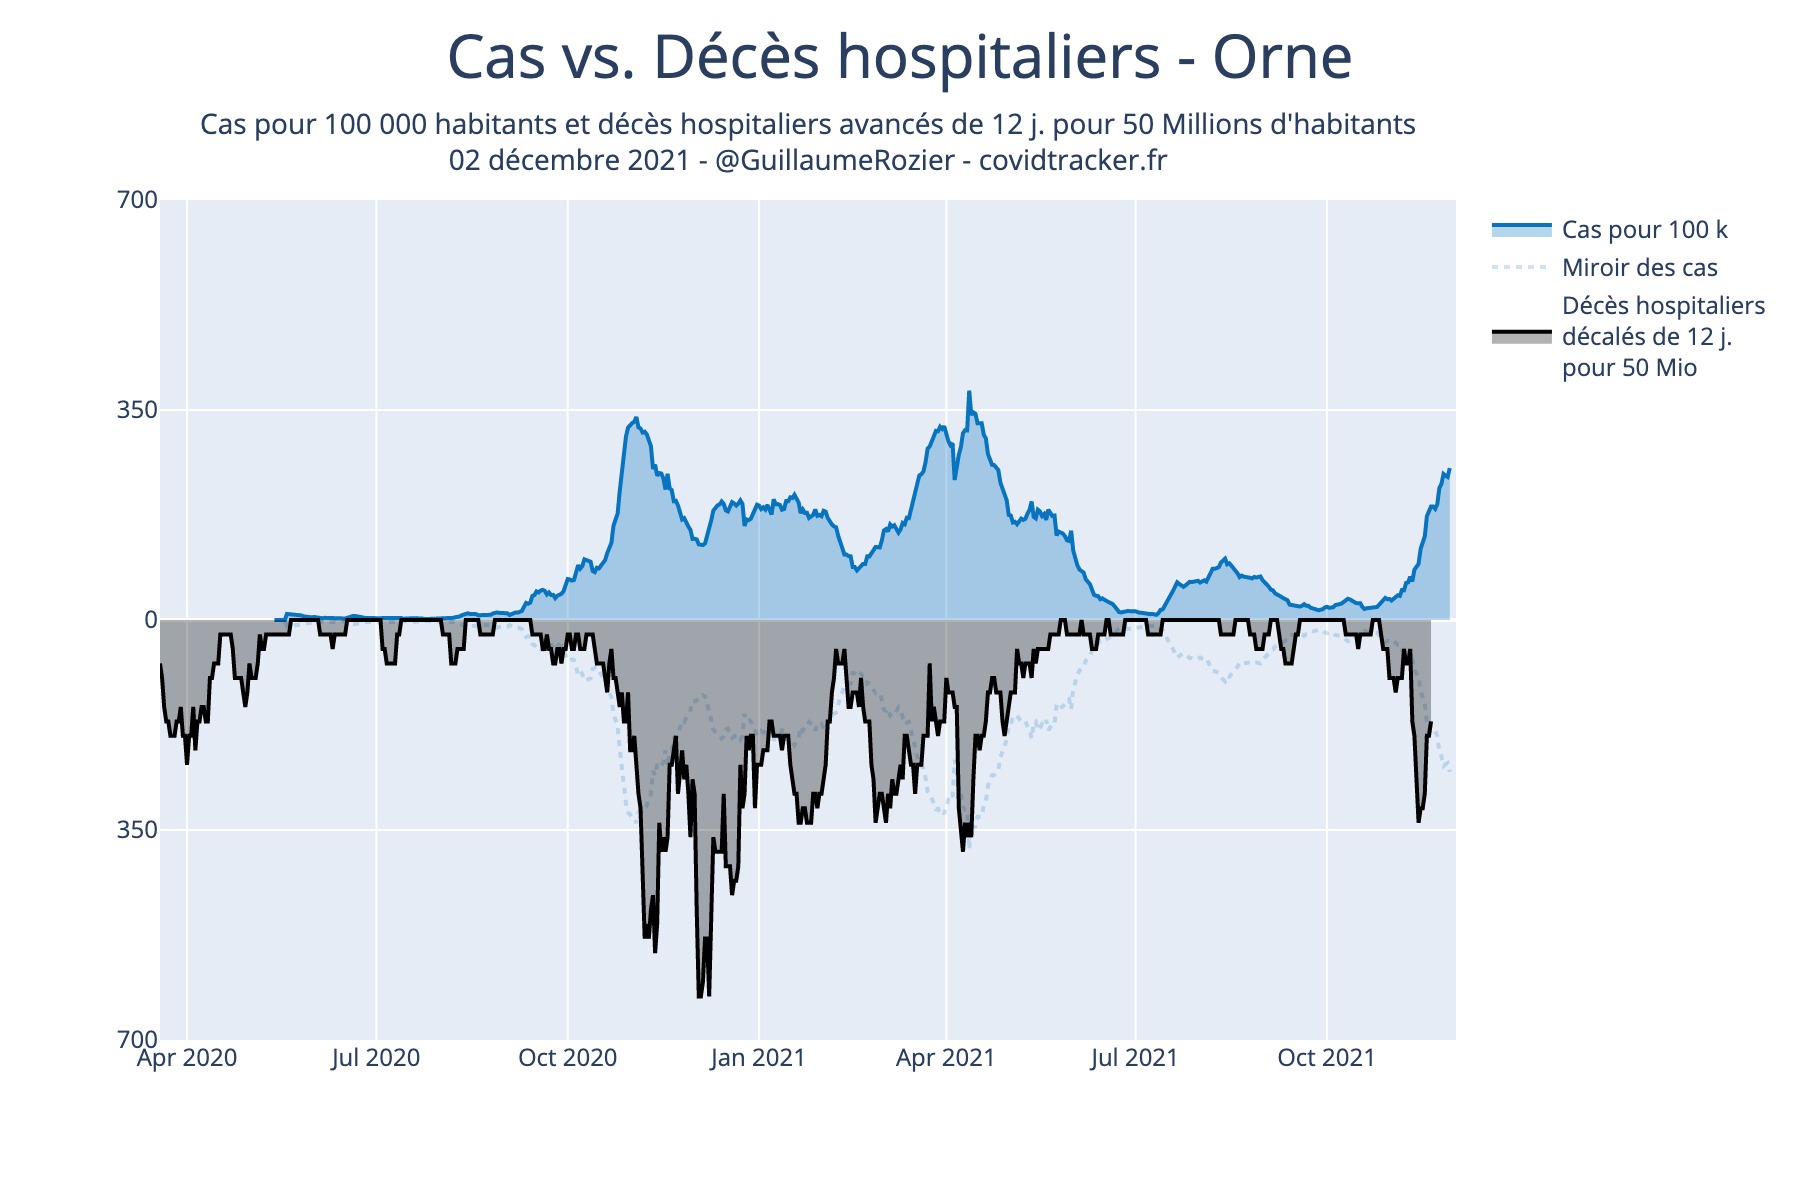 Cas vs. Décès hospitaliers - Orne
Cas pour 100 000 habitants et décès hospitaliers avancés de 12 j. pour 50 Millions d'habitants
02 décembre 2021 - @GuillaumeRozier - covidtracker.fr
700
350
0
350
700
Apr 2020
Jul 2020
Oct 2020
Jan 2021
Apr 2021
Jul 2021
Oct 2021
Cas pour 100 k
Miroir des cas
Décès hospitaliers
décalés de 12 j.
pour 50 Mio